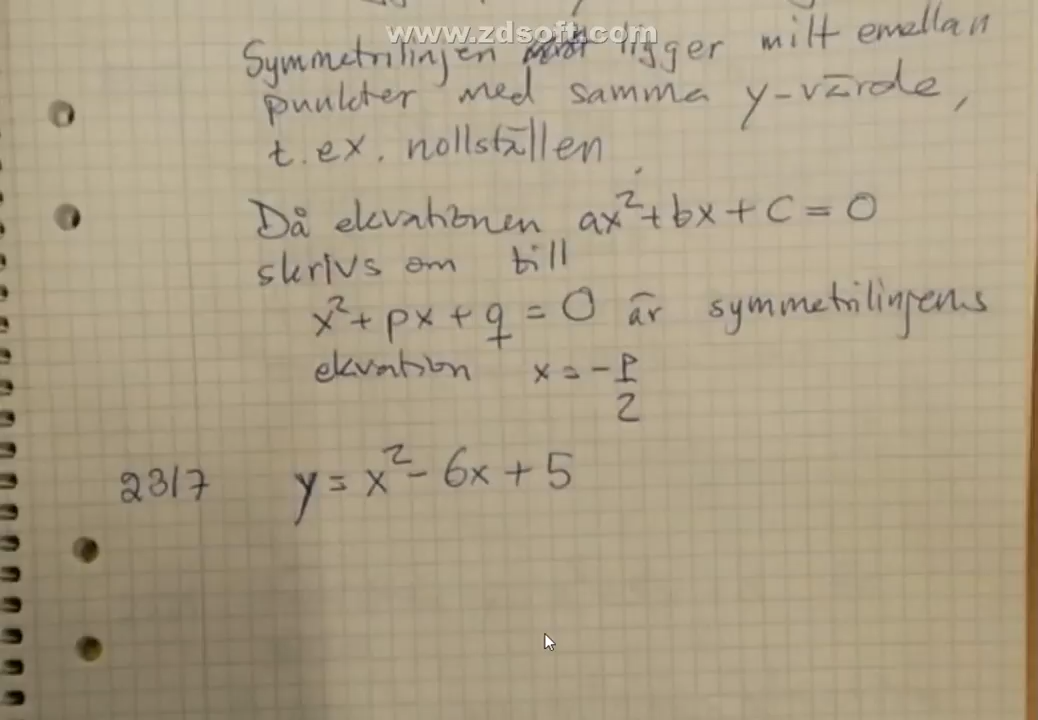 www.zdsoft.com
Symmetrilinjen ligger mitt emellan
punkter med samma y-värde,
t.ex. nollställen
Då ekvationen ax²+bx+c=0
skrivs om till
x²+px+q=0 är symmetrilinjens
ekvation x=-p/2
2317 y=x²-6x+5